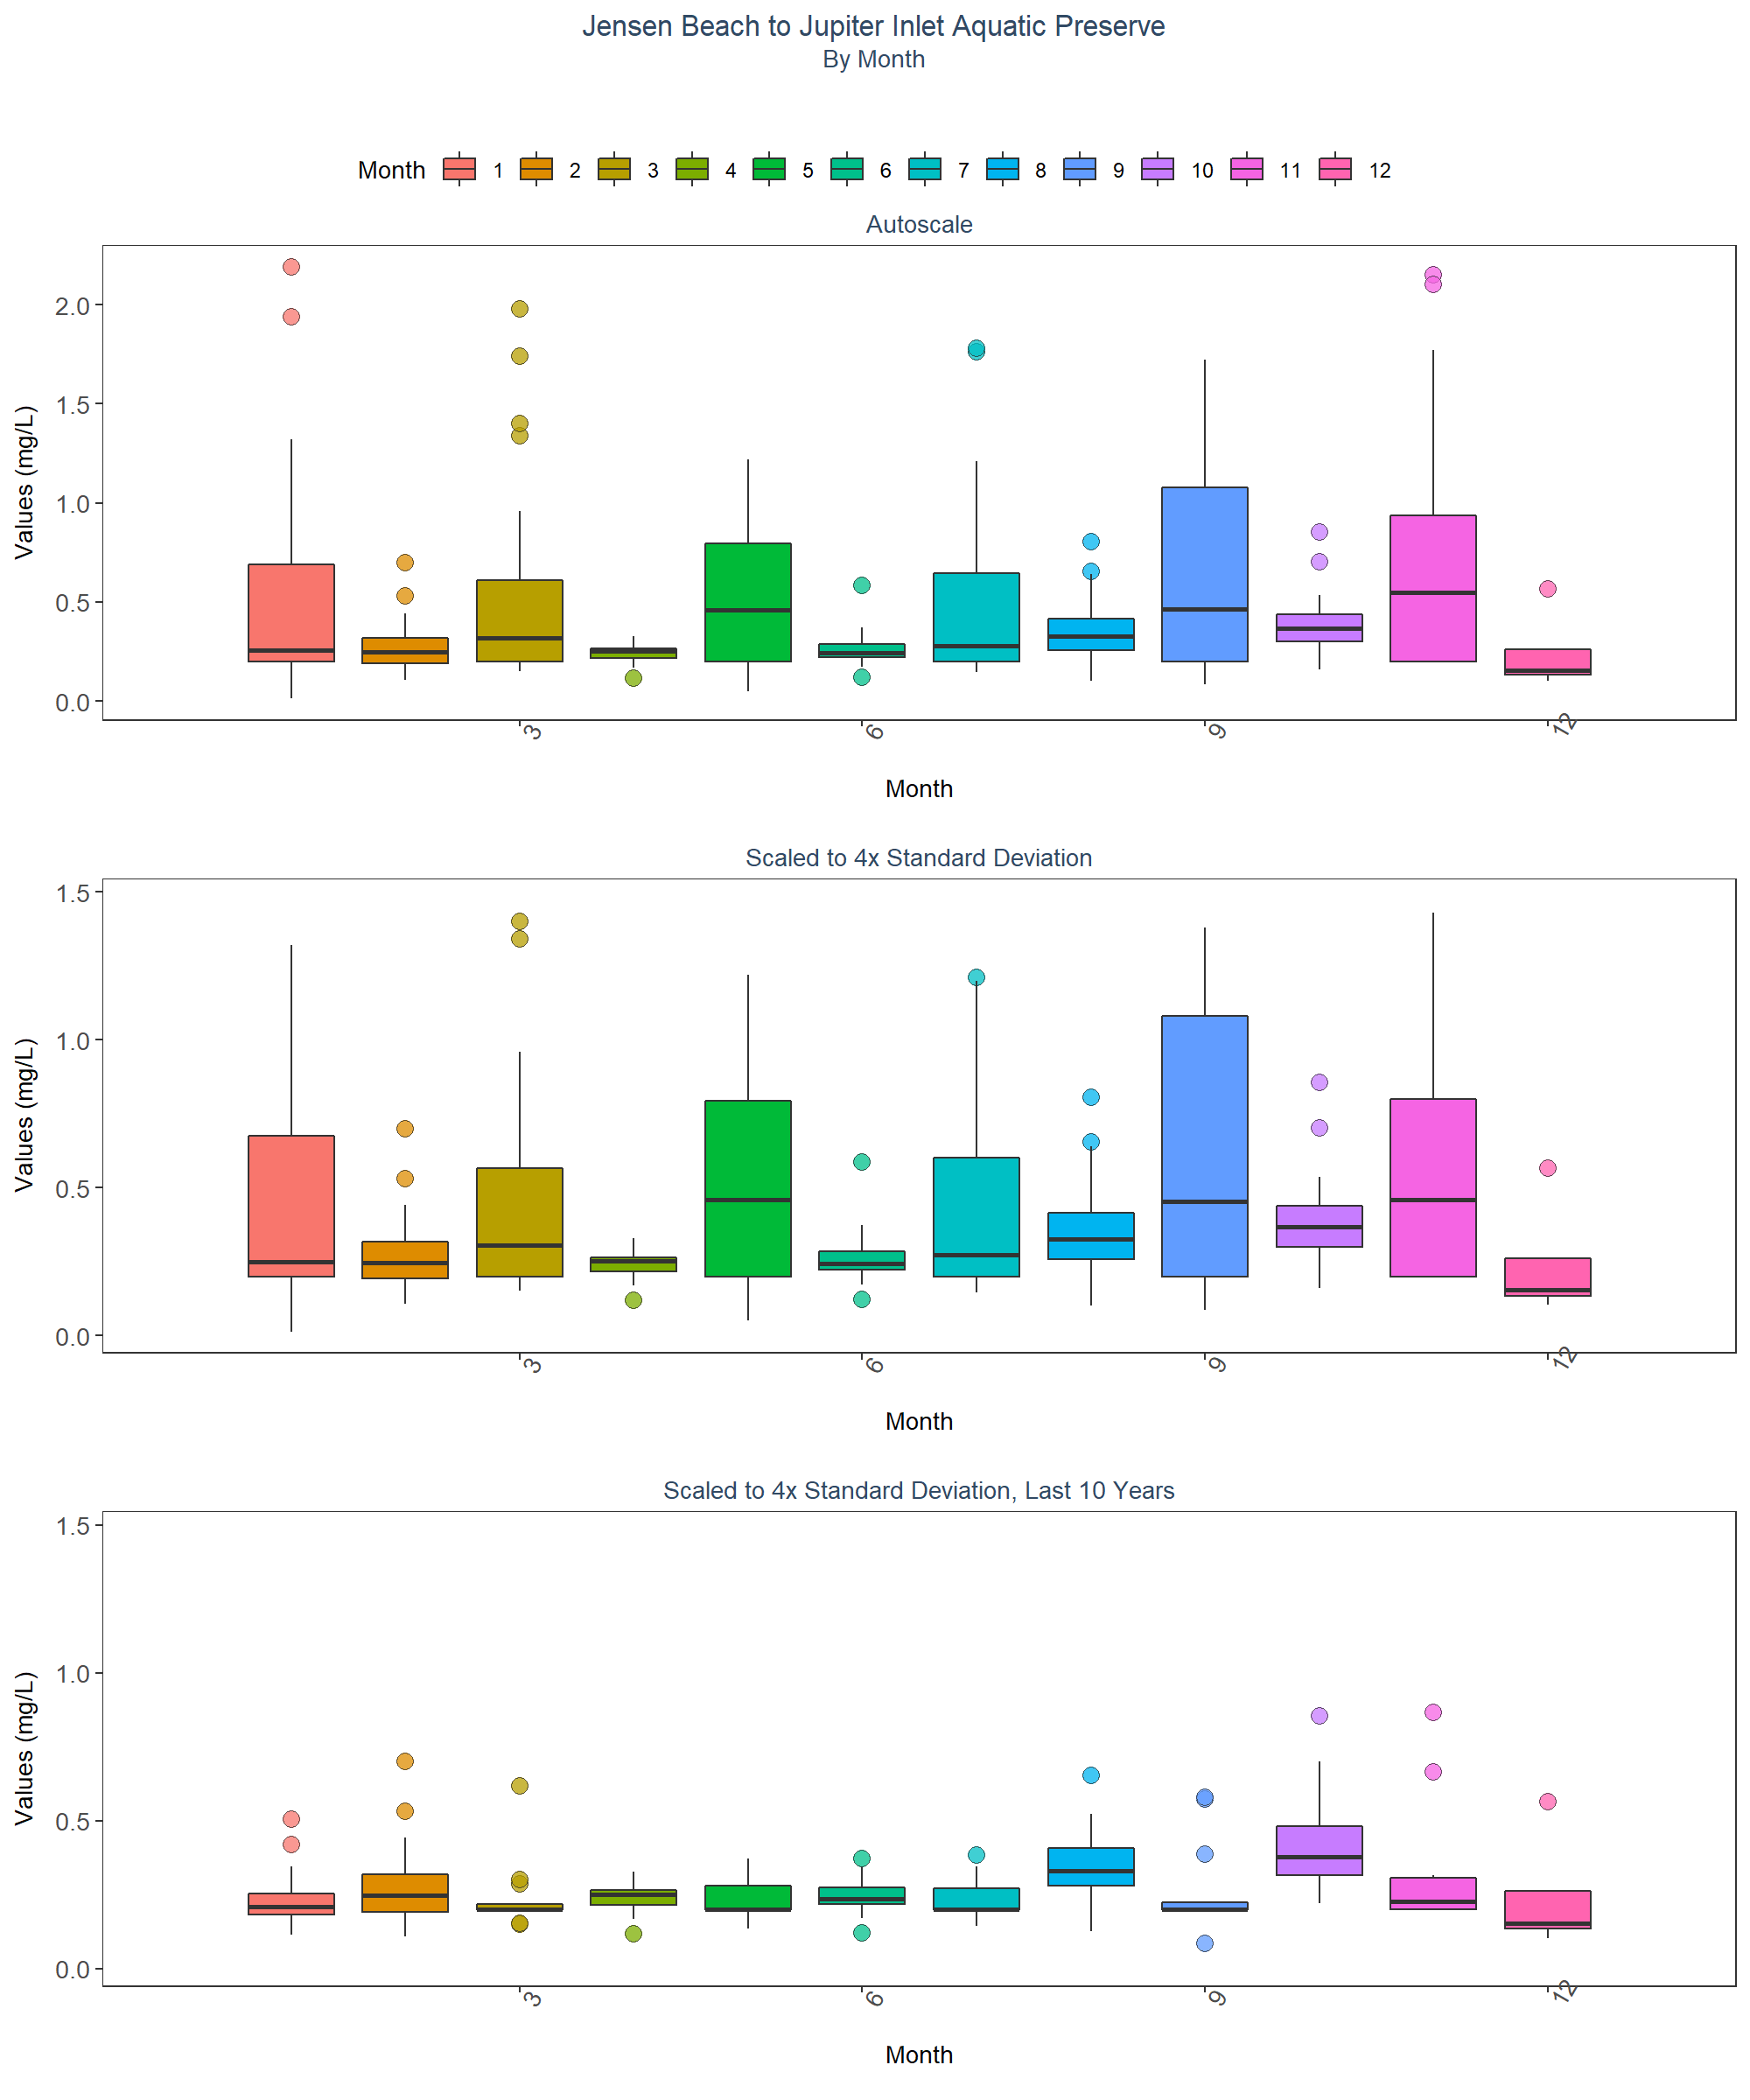 Jensen Beach to Jupiter Inlet Aquatic Preserve
By Month
Month 1 2 3 4 5 6 7 8 9 10 11 12
Autoscale
Values (mg/L)
2.0
1.5
1.0
0.5
0.0
3 6 9 12
Month
Scaled to 4x Standard Deviation
Values (mg/L)
1.5
1.0
0.5
0.0
3 6 9 12
Month
Scaled to 4x Standard Deviation, Last 10 Years
Values (mg/L)
1.5
1.0
0.5
0.0
3 6 9 12
Month